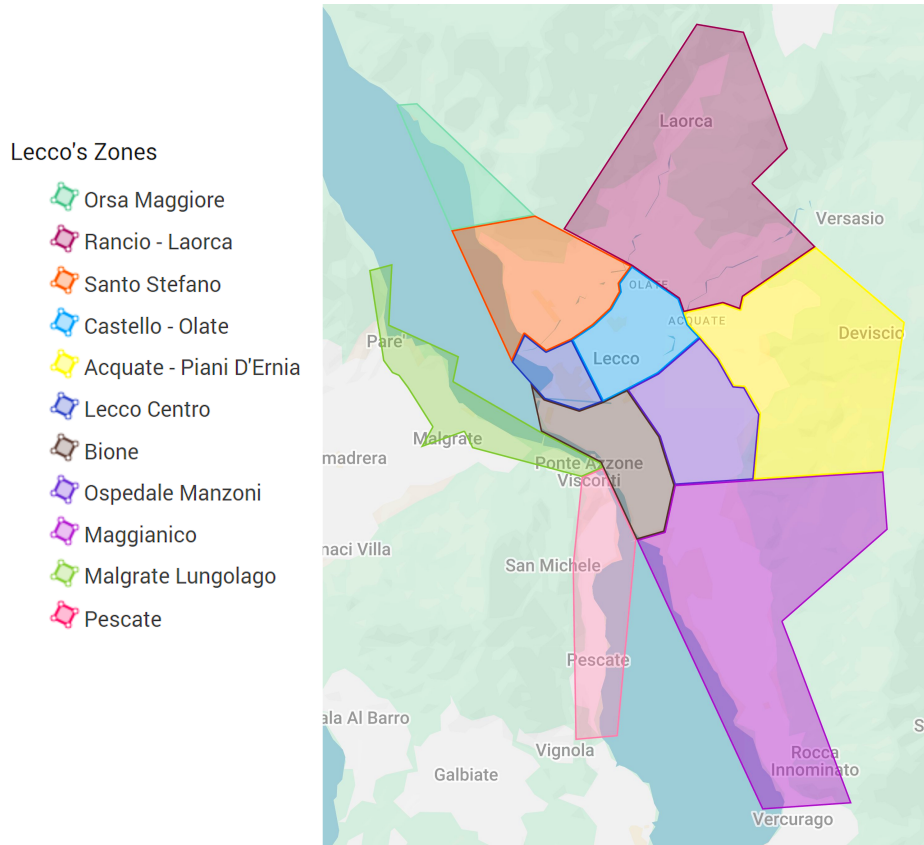 Lecco's Zones
Orsa Maggiore
Rancio - Laorca
Santo Stefano
Castello - Olate
Acquate - Piani D'Ernia
Lecco Centro
Bione
Ospedale Manzoni
Maggianico
Malgrate Lungolago
Pescate
Laorca
Versasio
OLATE
ACQUATE
Deviscio
Pare'
Lecco
Malgrate
madrera
Ponte Azzone
Visconti
naci Villa
San Michele
Pescate
ala Al Barro
S
Vignola
Rocca
Innominato
Galbiate
Vercurago